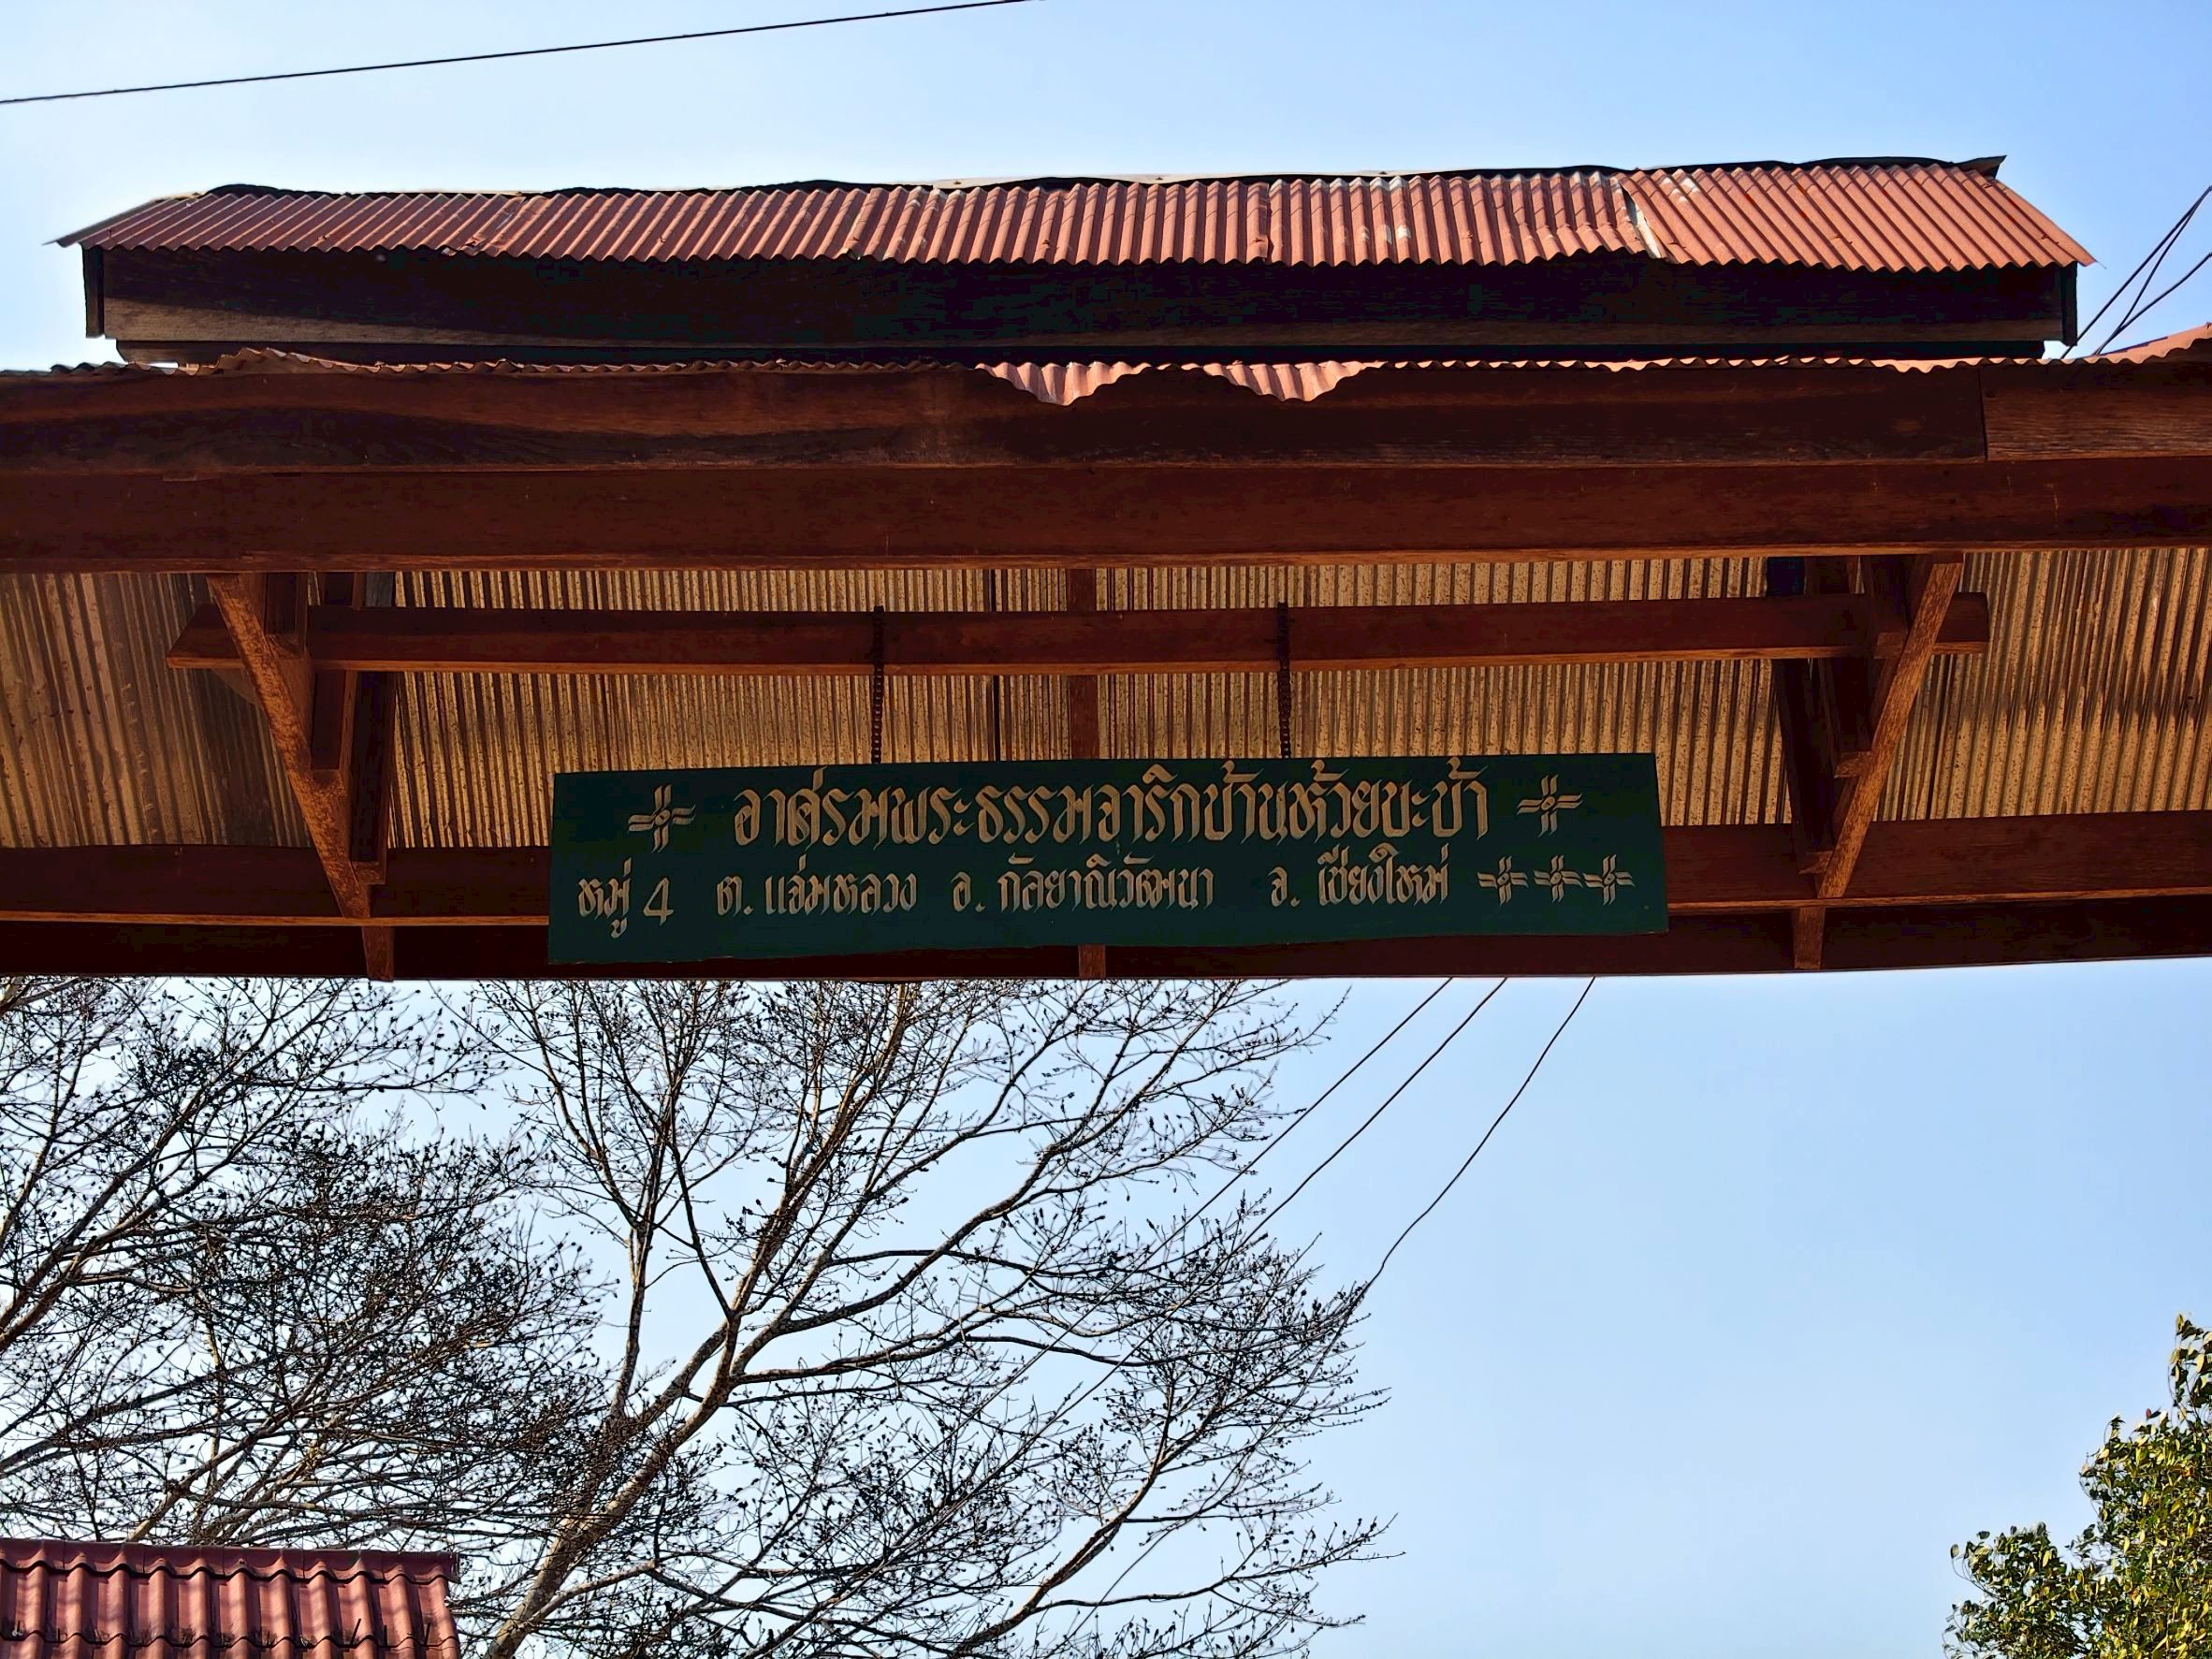 อาศรมพระธรรมจาริกบ้านห้วยบะบ้า
หมู่ 4 ต. แจ่มหลวง อ. กัลยาณิวัฒนา จ. เชียงใหม่